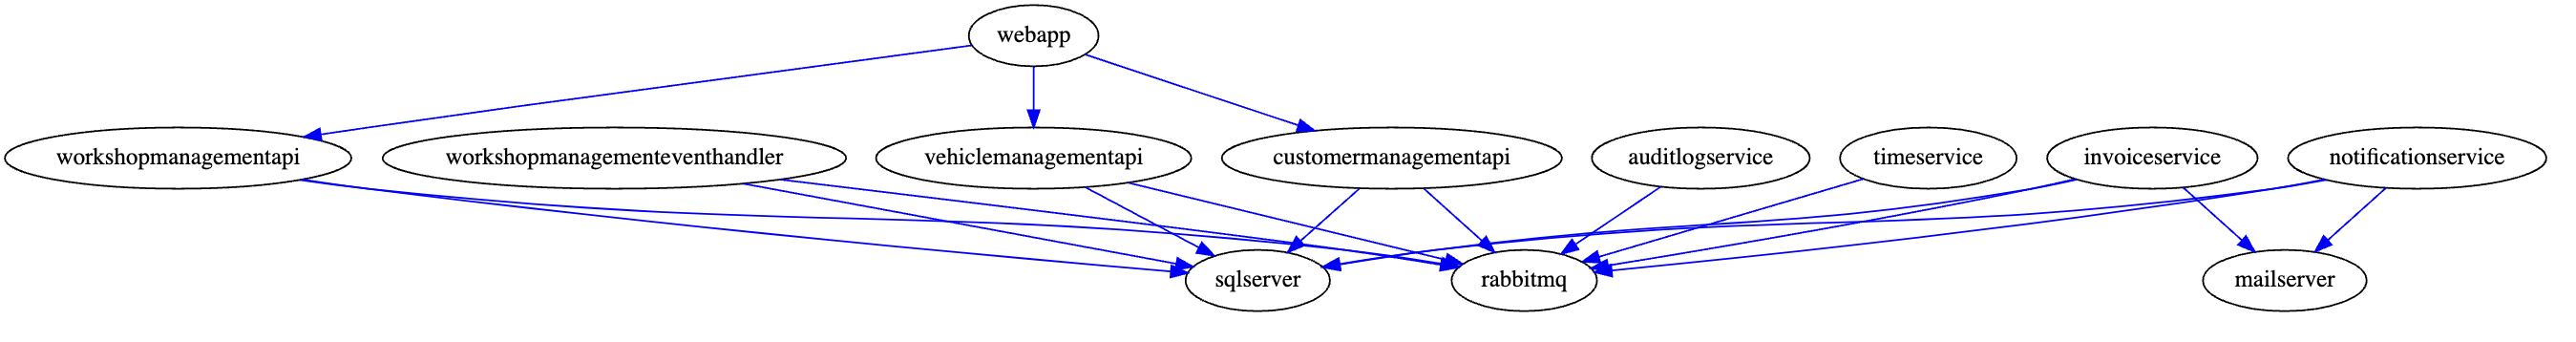 webapp
workshopmanagementapi
workshopmanagementeventhandler
vehiclemanagementapi
customermanagementapi
auditlogservice
timeservice
invoiceservice
notificationservice
sqlserver
rabbitmq
mailserver